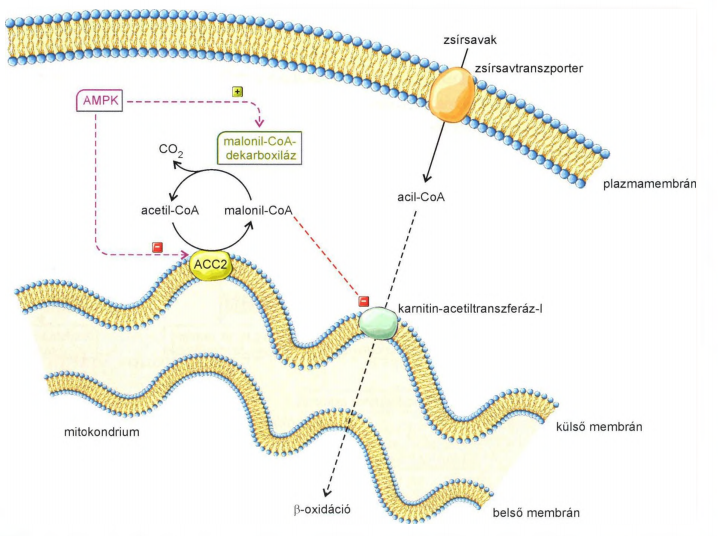 zsírsavak
zsírsavtranszporter
AMPK
+
malonil-CoA-
dekarboxiláz
CO2
plazmamembrán
acetil-CoA
malonil-CoA
acil-CoA
-
ACC2
-
karnitin-acetiltranszferáz-I
mitokondrium
külső membrán
β-oxidáció
belső membrán